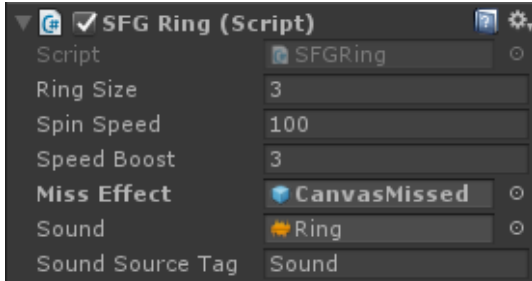 SFG Ring (Script)
Script SFGRing
Ring Size 3
Spin Speed 100
Speed Boost 3
Miss Effect CanvasMissed
Sound Ring
Sound Source Tag Sound